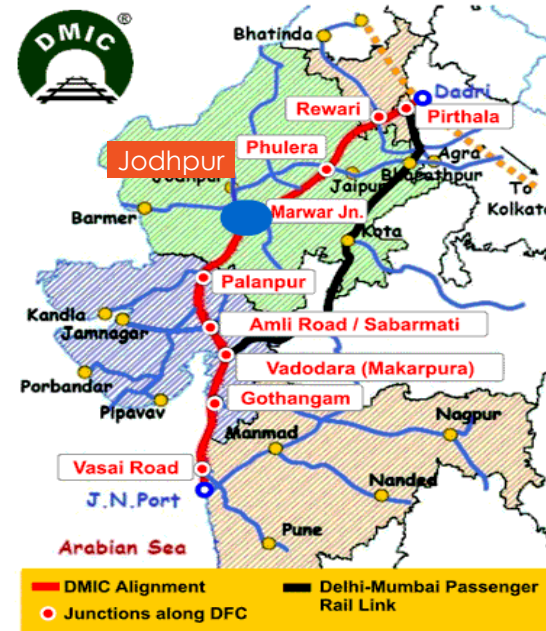 DMIC
Bhatinda
Dadri
Rewari
Pirthala
Phulera
Jodhpur
Jodhpur
Agra
Bharathpur
Jaipur
To
Kolkata
Barmer
Marwar Jn.
Kota
Palanpur
Kandla
Jamnagar
Amli Road / Sabarmati
Vadodara (Makarpura)
Porbandar
Pipavav
Gothangam
Nagpur
Manmad
Vasai Road
Nanded
J.N.Port
Pune
Arabian Sea
DMIC Alignment
Delhi-Mumbai Passenger
Rail Link
Junctions along DFC